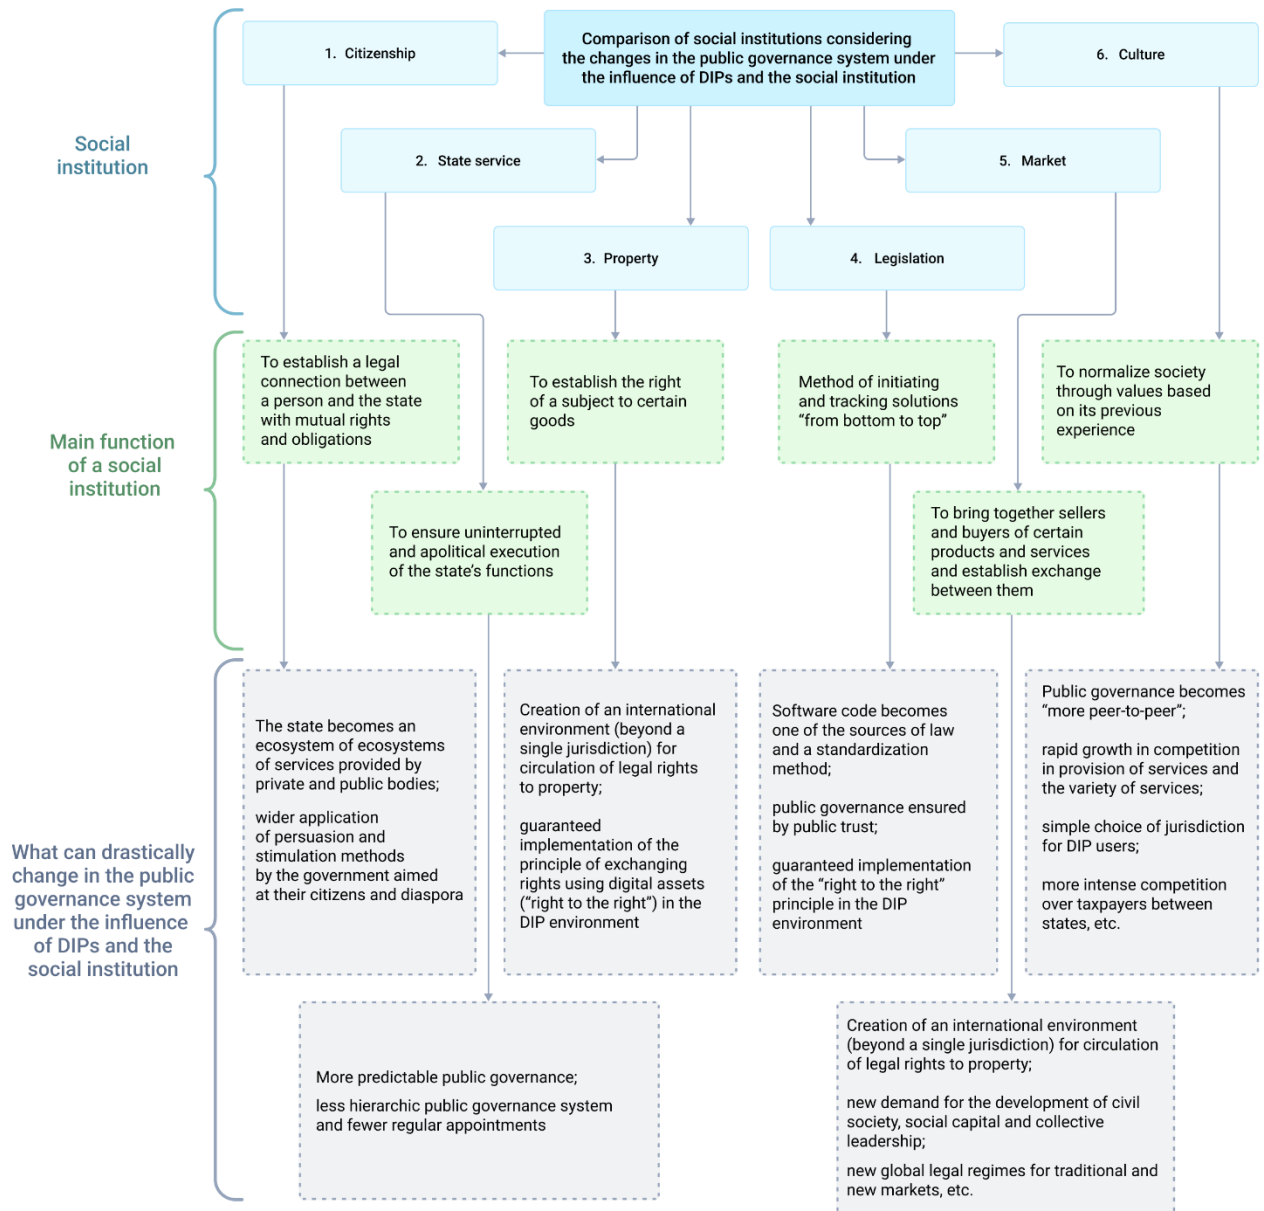 Comparison of social institutions considering
the changes in the public governance system under
the influence of DIPs and the social institution
Social
institution
1. Citizenship
2. State service
3. Property
4. Legislation
5. Market
6. Culture
Main function
of a social
institution
To establish a legal
connection between
a person and the state
with mutual rights
and obligations
To ensure uninterrupted
and apolitical execution
of the state’s functions
To establish the right
of a subject to certain
goods
Method of initiating
and tracking solutions
“from bottom to top”
To bring together sellers
and buyers of certain
products and services
and establish exchange
between them
To normalize society
through values based
on its previous
experience
What can drastically
change in the public
governance system
under the influence
of DIPs and the
social institution
The state becomes an
ecosystem of ecosystems
of services provided by
private and public bodies;
wider application
of persuasion and
stimulation methods
by the government aimed
at their citizens and diaspora
More predictable public governance;
less hierarchic public governance system
and fewer regular appointments
Creation of an international
environment (beyond a
single jurisdiction) for
circulation of legal rights
to property;
guaranteed
implementation of the
principle of exchanging
rights using digital assets
(“right to the right”) in the
DIP environment
Software code becomes
one of the sources of law
and a standardization
method;
public governance ensured
by public trust;
guaranteed implementation
of the “right to the right”
principle in the DIP
environment
Creation of an international environment
(beyond a single jurisdiction) for circulation
of legal rights to property;
new demand for the development of civil
society, social capital and collective
leadership;
new global legal regimes for traditional and
new markets, etc.
Public governance becomes
“more peer-to-peer”;
rapid growth in competition
in provision of services and
the variety of services;
simple choice of jurisdiction
for DIP users;
more intense competition
over taxpayers between
states, etc.